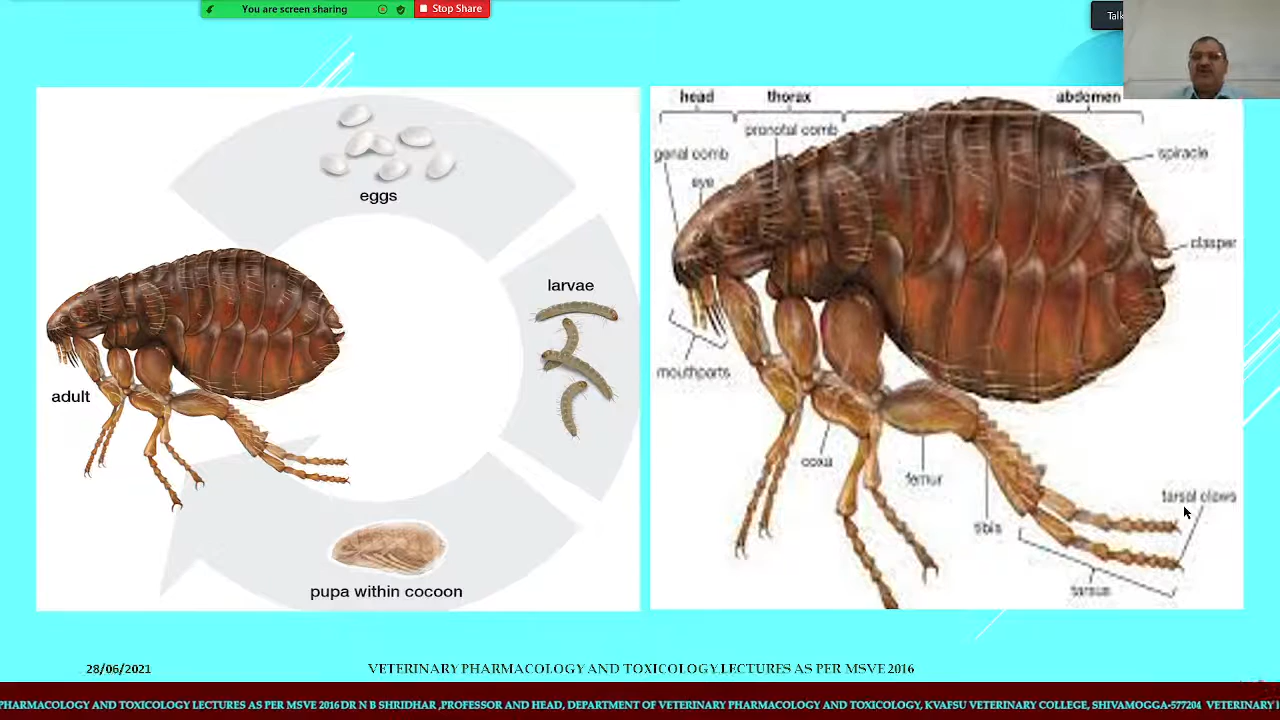 You are screen sharing
Stop Share
Talk
eggs
larvae
adult
pupa within cocoon
head
thorax
abdomen
pronotal comb
genal comb
eye
spiracle
clasper
mouthparts
coxa
femur
tibia
tarsal claws
tarsus
28/06/2021
VETERINARY PHARMACOLOGY AND TOXICOLOGY LECTURES AS PER MSVE 2016
PHARMACOLOGY AND TOXICOLOGY LECTURES AS PER MSVE 2016 DR N B SHRIDHAR ,PROFESSOR AND HEAD, DEPARTMENT OF VETERINARY PHARMACOLOGY AND TOXICOLOGY, KVAFSU VETERINARY COLLEGE, SHIVAMOGGA-577204 VETERINARY